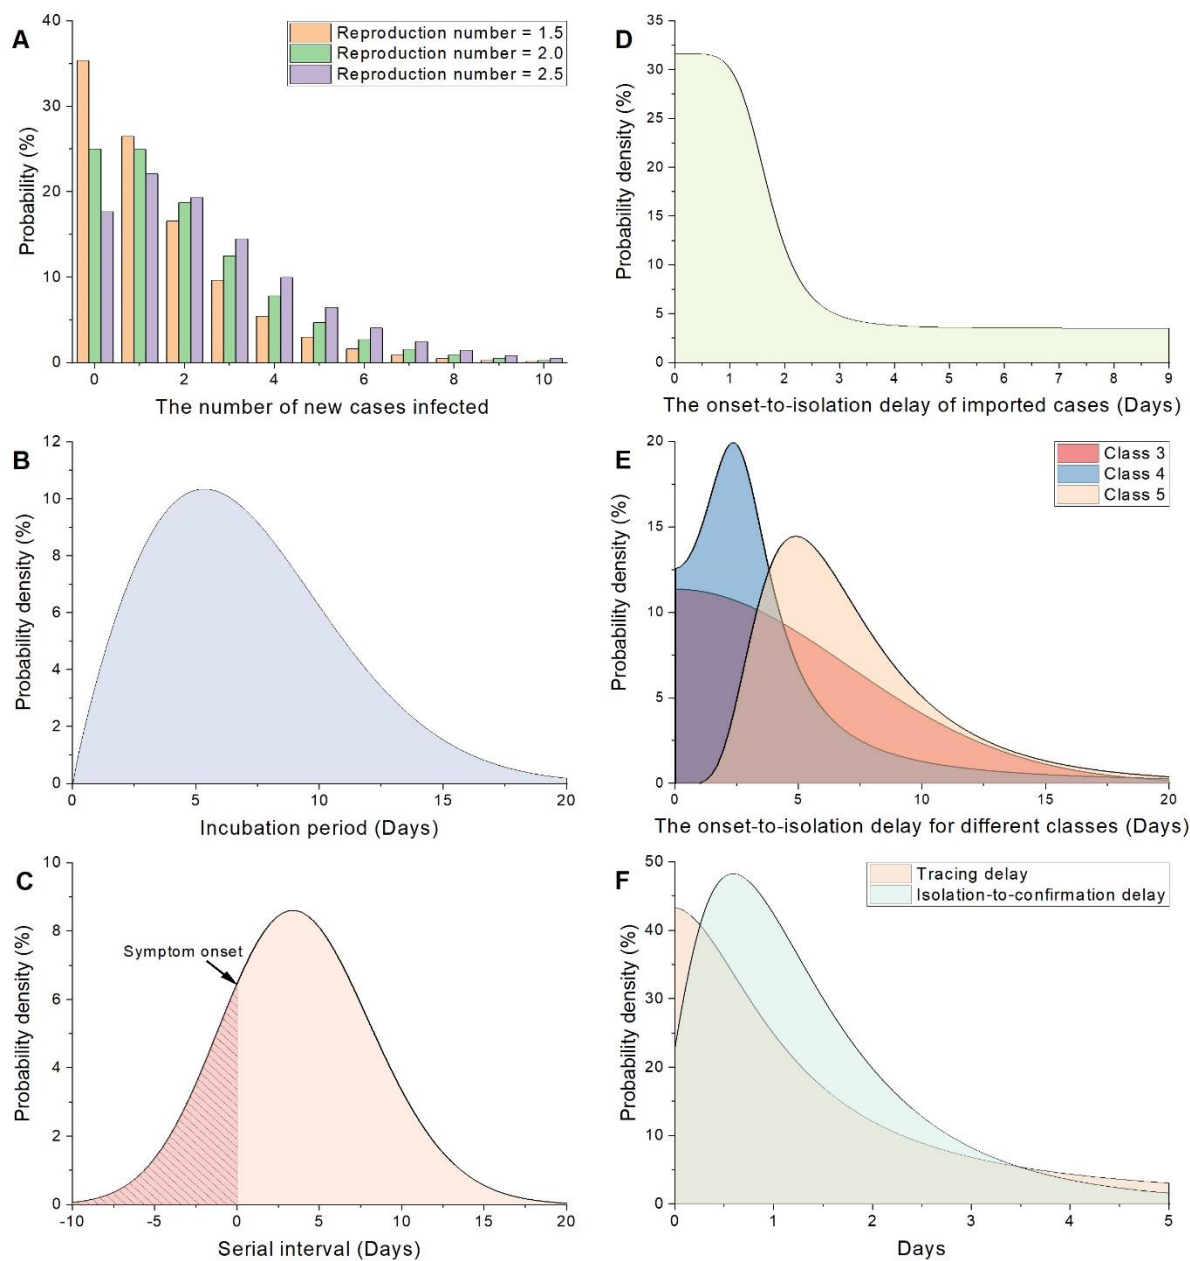 A
Reproduction number = 1.5
Reproduction number = 2.0
Reproduction number = 2.5
Probability (%)
40
30
20
10
0
0 2 4 6 8 10
The number of new cases infected
B
Probability density (%)
12
10
8
6
4
2
0
0 5 10 15 20
Incubation period (Days)
C
Symptom onset
Probability density (%)
10
8
6
4
2
0
-10 -5 0 5 10 15 20
Serial interval (Days)
D
Probability density (%)
35
30
25
20
15
10
5
0
0 1 2 3 4 5 6 7 8 9
The onset-to-isolation delay of imported cases (Days)
E
Class 3
Class 4
Class 5
Probability density (%)
20
15
10
5
0
0 5 10 15 20
The onset-to-isolation delay for different classes (Days)
F
Tracing delay
Isolation-to-confirmation delay
Probability density (%)
50
40
30
20
10
0
0 1 2 3 4 5
Days